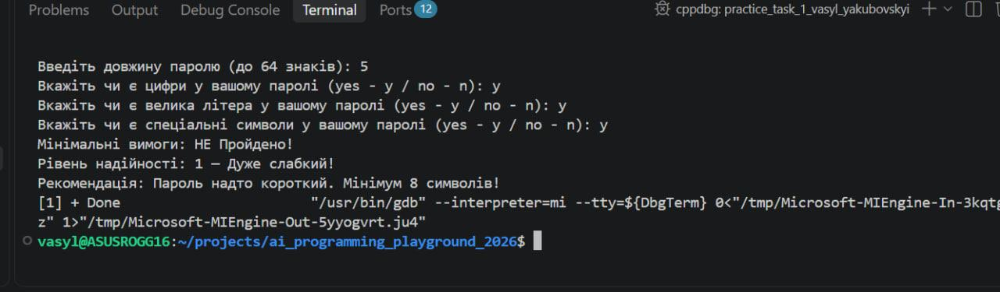 Problems Output Debug Console Terminal Ports 12 cppdbg: practice_task_1_vasyl_yakubovskyi
Введіть довжину паролю (до 64 знаків): 5
Вкажіть чи є цифри у вашому паролі (yes - y / no - n): y
Вкажіть чи є велика літера у вашому паролі (yes - y / no - n): y
Вкажіть чи є спеціальні символи у вашому паролі (yes - y / no - n): y
Мінімальні вимоги: НЕ Пройдено!
Рівень надійності: 1 — Дуже слабкий!
Рекомендація: Пароль надто короткий. Мінімум 8 символів!
[1] + Done "/usr/bin/gdb" --interpreter=mi --tty=${DbgTerm} 0<"/tmp/Microsoft-MIEngine-In-3kqtg
z" 1>"/tmp/Microsoft-MIEngine-Out-5yyogvrt.ju4"
vasyl@ASUSROGG16:~/projects/ai_programming_playground_2026$